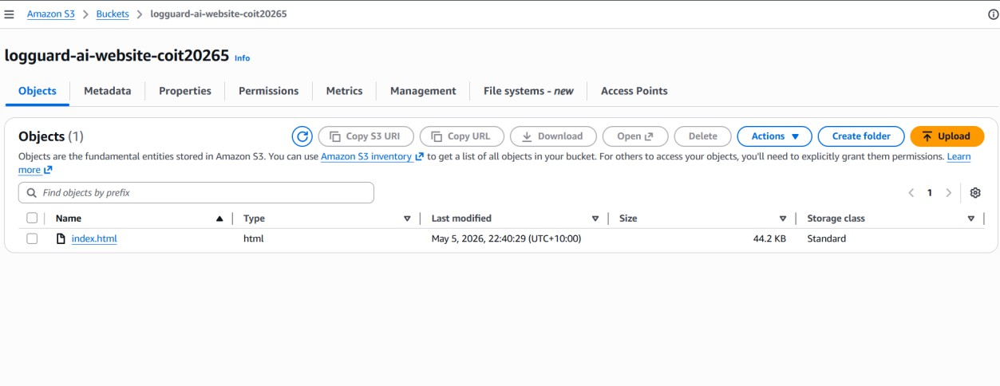 Amazon S3 > Buckets > logguard-ai-website-coit20265
logguard-ai-website-coit20265 Info
Objects Metadata Properties Permissions Metrics Management File systems - new Access Points
Objects (1) Copy S3 URI Copy URL Download Open Delete Actions Create folder Upload
Objects are the fundamental entities stored in Amazon S3. You can use Amazon S3 inventory to get a list of all objects in your bucket. For others to access your objects, you'll need to explicitly grant them permissions. Learn
more
Find objects by prefix 1
Name Type Last modified Size Storage class
index.html html May 5, 2026, 22:40:29 (UTC+10:00) 44.2 KB Standard